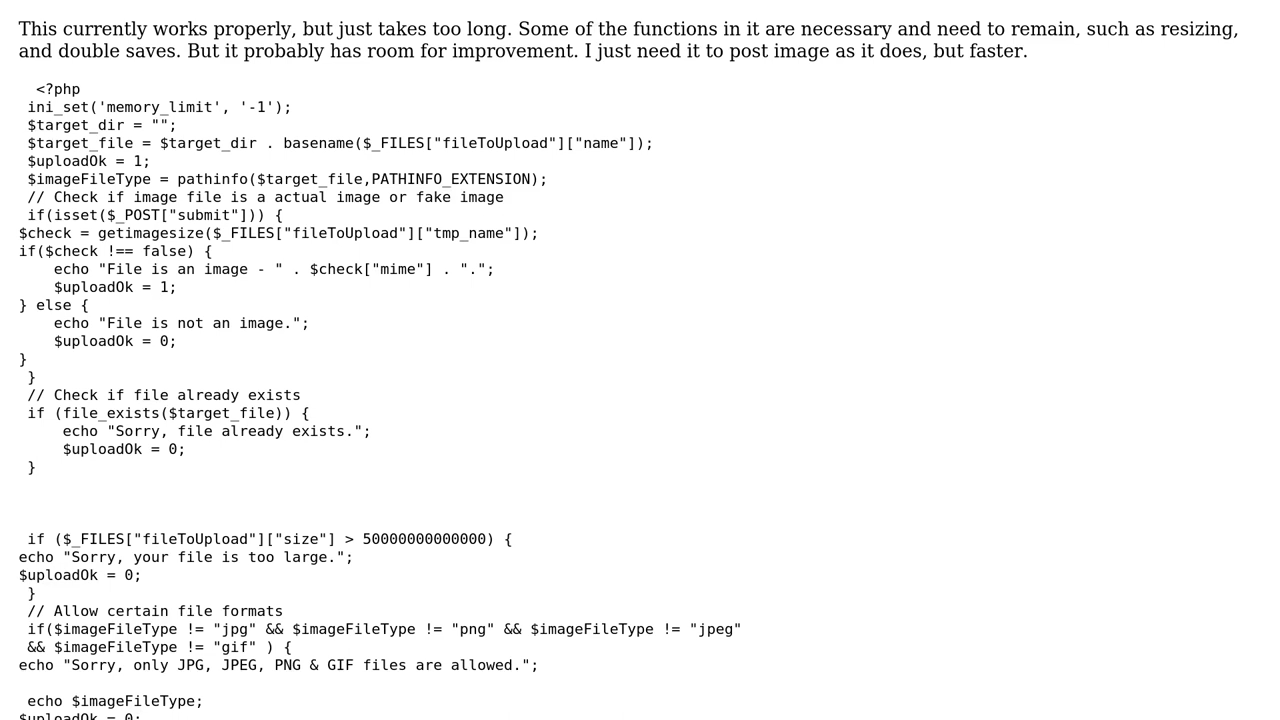 This currently works properly, but just takes too long. Some of the functions in it are necessary and need to remain, such as resizing,
and double saves. But it probably has room for improvement. I just need it to post image as it does, but faster.
<?php
ini_set('memory_limit', '-1');
$target_dir = "";
$target_file = $target_dir . basename($_FILES["fileToUpload"]["name"]);
$uploadOk = 1;
$imageFileType = pathinfo($target_file,PATHINFO_EXTENSION);
// Check if image file is a actual image or fake image
if(isset($_POST["submit"])) {
$check = getimagesize($_FILES["fileToUpload"]["tmp_name"]);
if($check !== false) {
echo "File is an image - " . $check["mime"] . ".";
$uploadOk = 1;
} else {
echo "File is not an image.";
$uploadOk = 0;
}
}
// Check if file already exists
if (file_exists($target_file)) {
echo "Sorry, file already exists.";
$uploadOk = 0;
}
if ($_FILES["fileToUpload"]["size"] > 50000000000000) {
echo "Sorry, your file is too large.";
$uploadOk = 0;
}
// Allow certain file formats
if($imageFileType != "jpg" && $imageFileType != "png" && $imageFileType != "jpeg"
&& $imageFileType != "gif" ) {
echo "Sorry, only JPG, JPEG, PNG & GIF files are allowed.";
echo $imageFileType;
$uploadOk = 0;